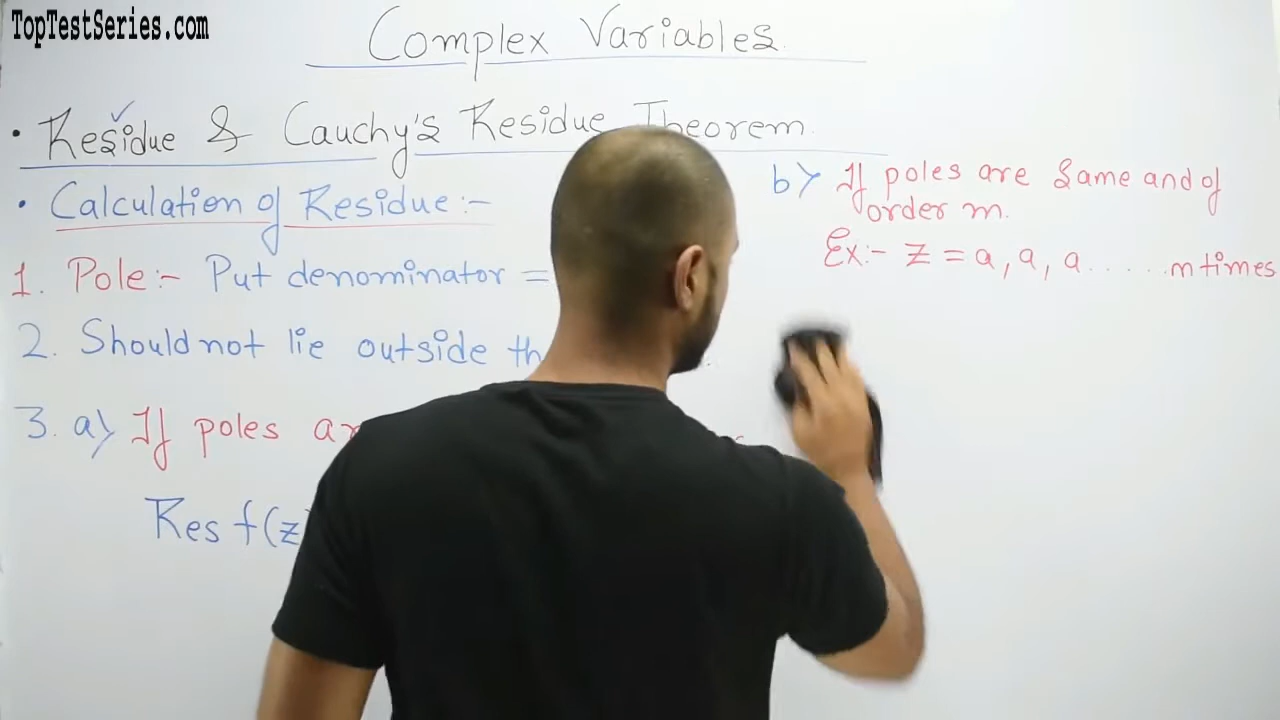 TopTestSeries.com
Complex Variables.
• Residue & Cauchy's Residue Theorem.
• Calculation of Residue :-
1. Pole :- Put denominator =
2. Should not lie outside
3. a) If poles
Res f(z)
b) If poles are same and of
order m.
Ex :- z = a, a, a ..... m times